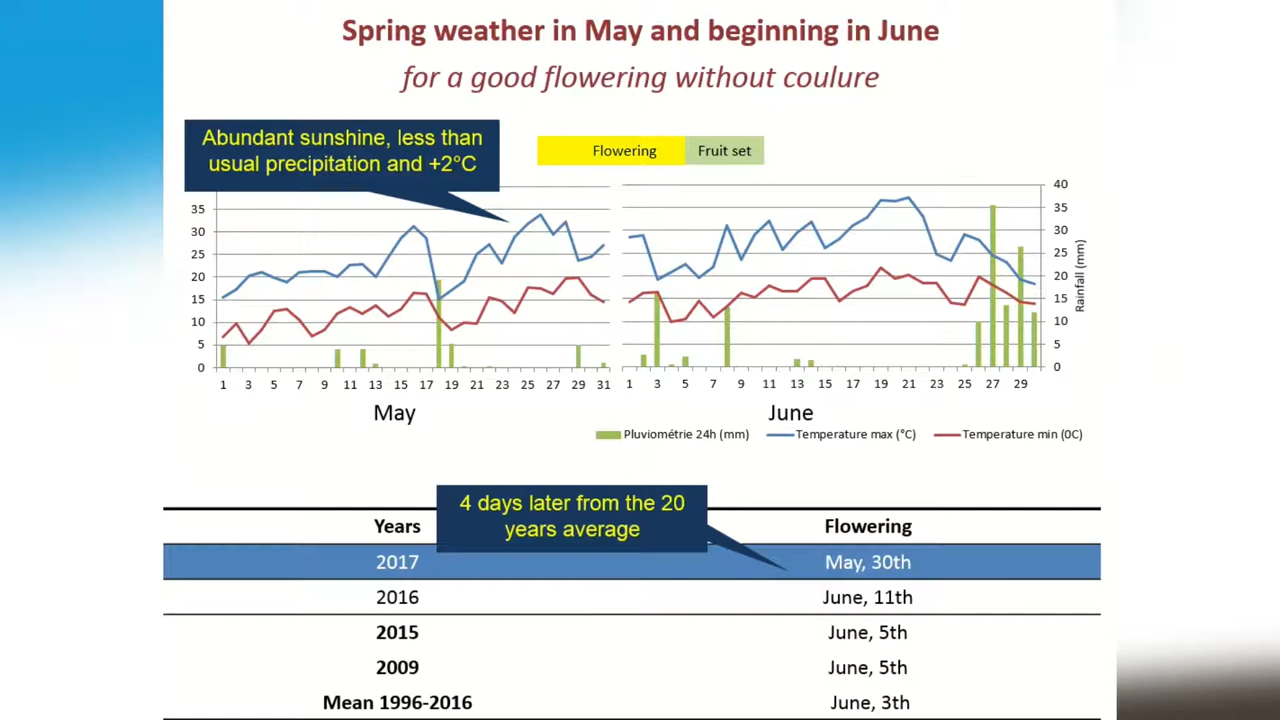 Spring weather in May and beginning in June
for a good flowering without coulure
Abundant sunshine, less than
usual precipitation and +2°C
Flowering
Fruit set
35
30
25
20
15
10
5
0
1 3 5 7 9 11 13 15 17 19 21 23 25 27 29 31
May
40
35
30
25
20
15
10
5
0
Rainfall (mm)
1 3 5 7 9 11 13 15 17 19 21 23 25 27 29
June
Pluviométrie 24h (mm) Temperature max (°C) Temperature min (0C)
4 days later from the 20
years average
Years Flowering
2017 May, 30th
2016 June, 11th
2015 June, 5th
2009 June, 5th
Mean 1996-2016 June, 3th